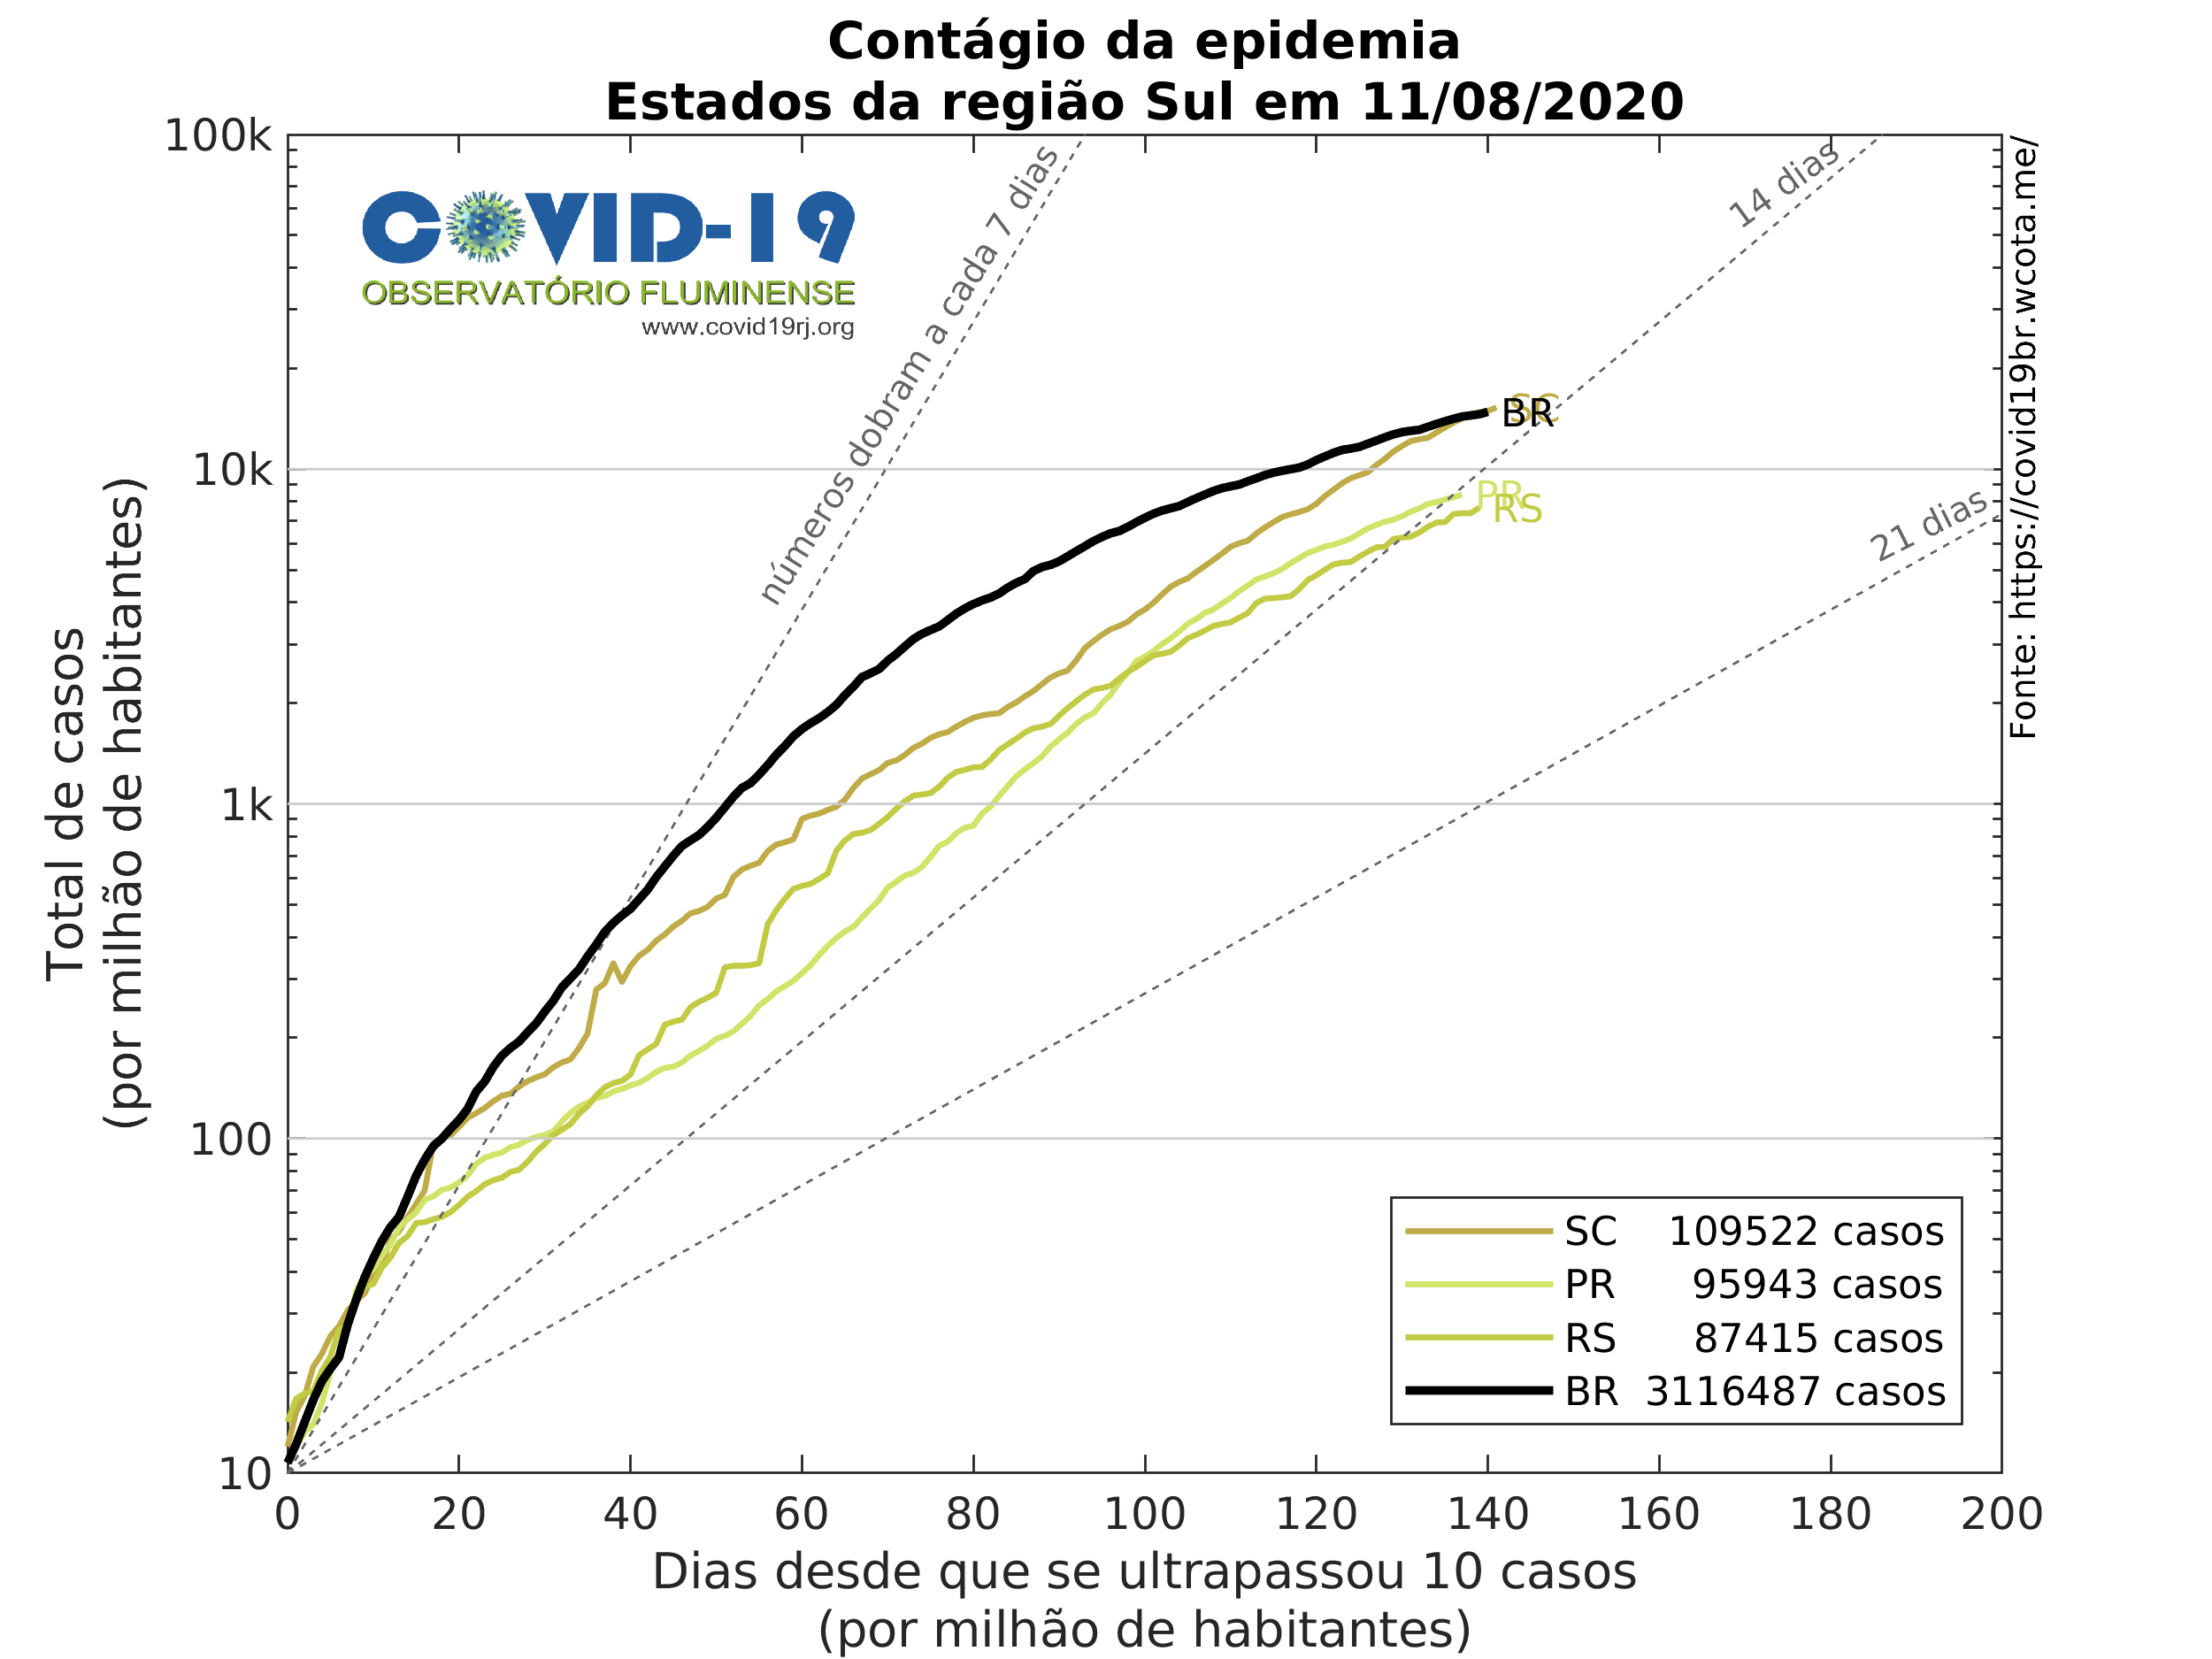 Contágio da epidemia
Estados da região Sul em 11/08/2020
100k
10k
1k
100
10
Total de casos
(por milhão de habitantes)
COVID-19
OBSERVATÓRIO FLUMINENSE
www.covid19rj.org
números dobram a cada 7 dias
14 dias
21 dias
SC
BR
PR
RS
Fonte: https://covid19br.wcota.me/
SC 109522 casos
PR 95943 casos
RS 87415 casos
BR 3116487 casos
0 20 40 60 80 100 120 140 160 180 200
Dias desde que se ultrapassou 10 casos
(por milhão de habitantes)